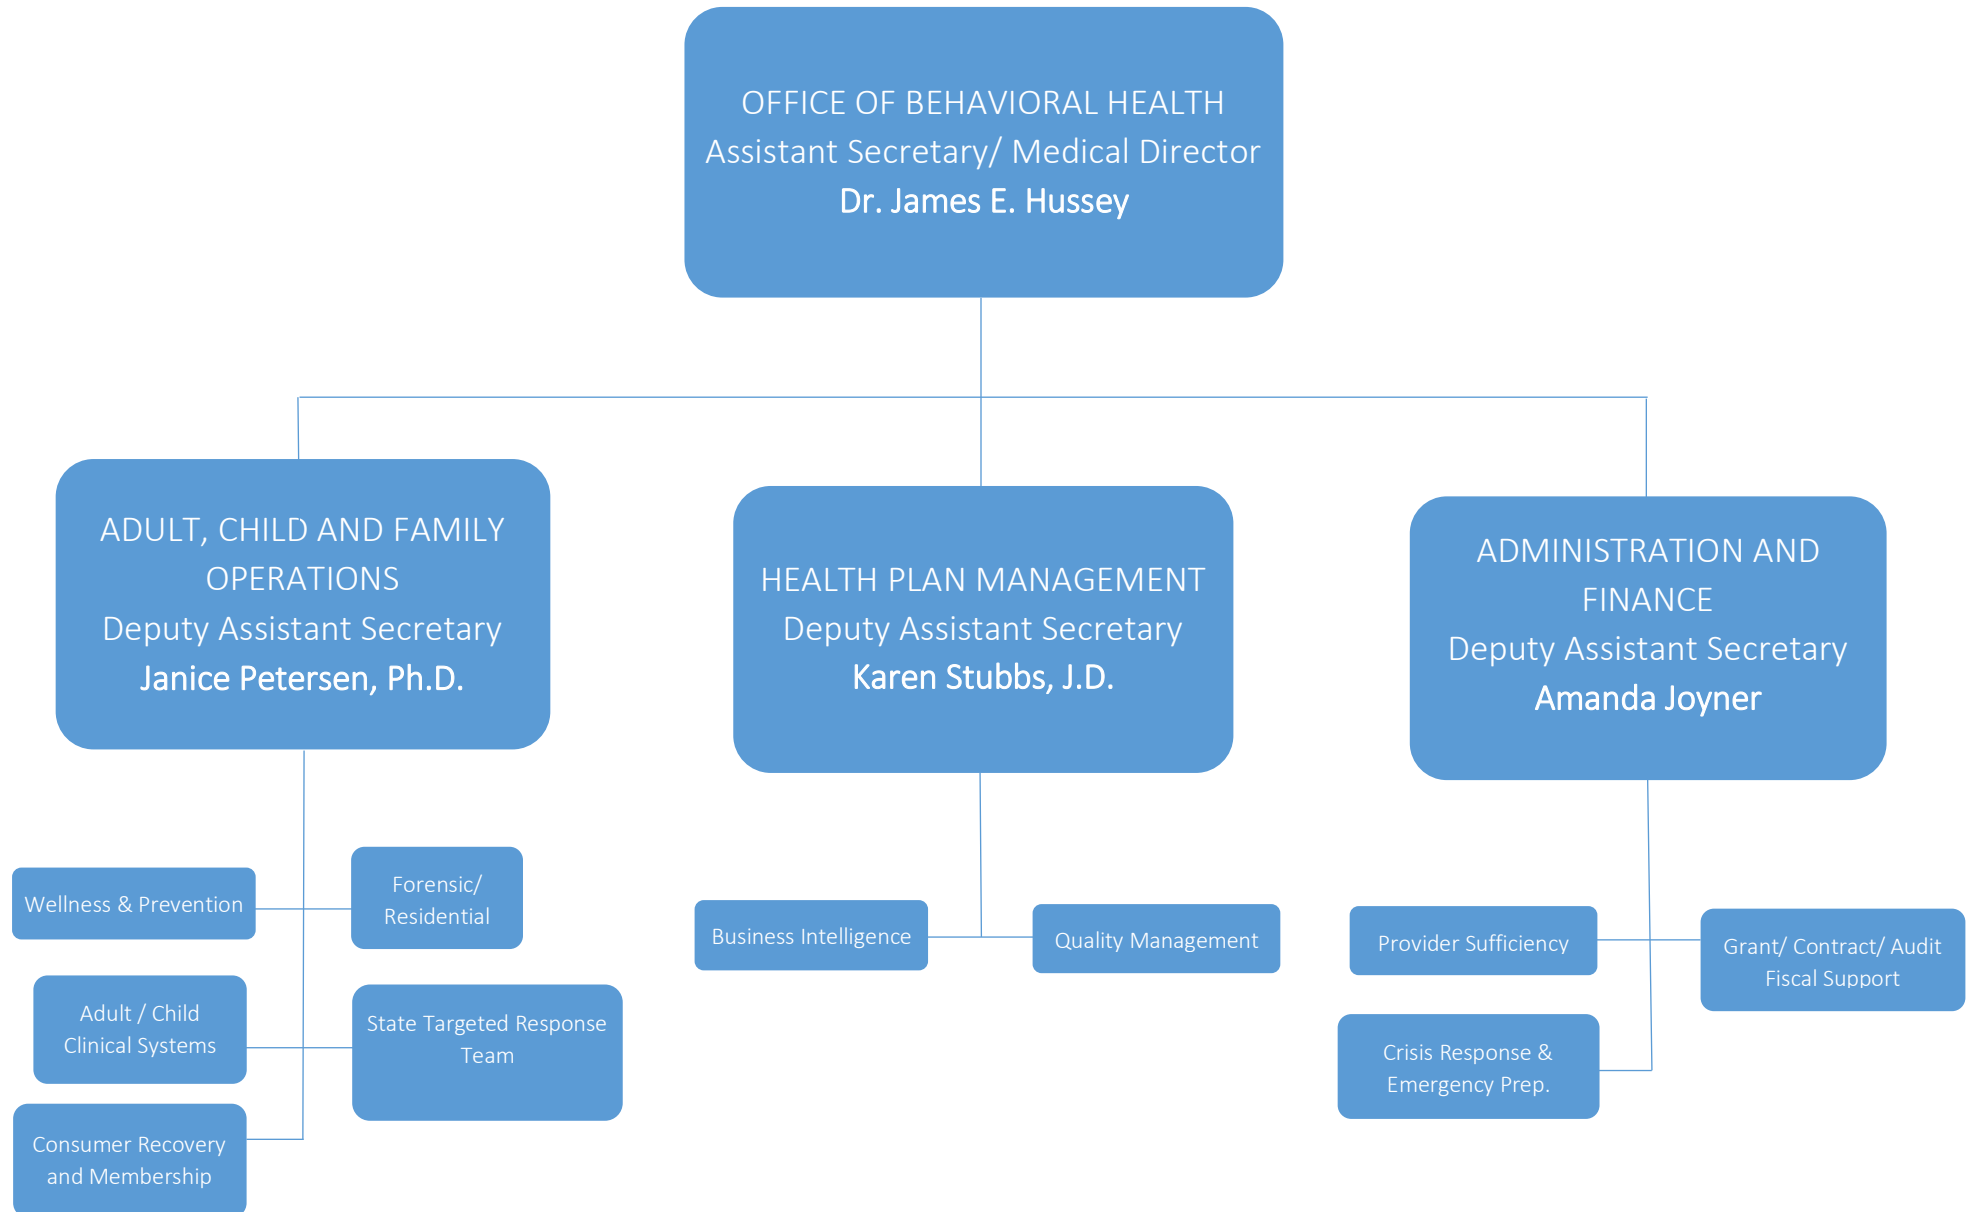 OFFICE OF BEHAVIORAL HEALTH
Assistant Secretary/ Medical Director
Dr. James E. Hussey
ADULT, CHILD AND FAMILY
OPERATIONS
Deputy Assistant Secretary
Janice Petersen, Ph.D.
HEALTH PLAN MANAGEMENT
Deputy Assistant Secretary
Karen Stubbs, J.D.
ADMINISTRATION AND
FINANCE
Deputy Assistant Secretary
Amanda Joyner
Wellness & Prevention
Forensic/
Residential
Adult / Child
Clinical Systems
State Targeted Response
Team
Consumer Recovery
and Membership
Business Intelligence
Quality Management
Provider Sufficiency
Grant/ Contract/ Audit
Fiscal Support
Crisis Response &
Emergency Prep.